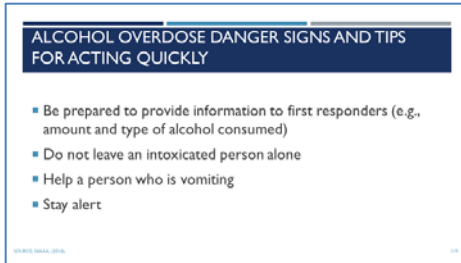 ALCOHOL OVERDOSE DANGER SIGNS AND TIPS
FOR ACTING QUICKLY
Be prepared to provide information to first responders (e.g.,
amount and type of alcohol consumed)
Do not leave an intoxicated person alone
Help a person who is vomiting
Stay alert